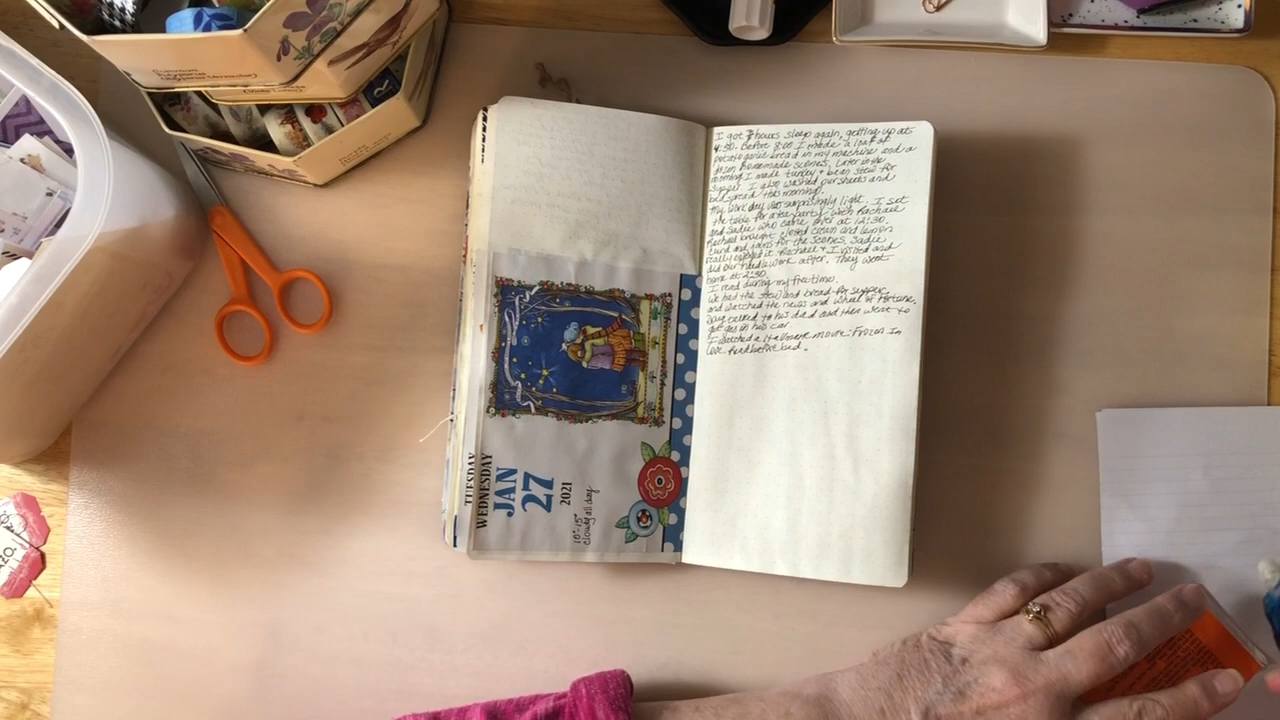 TUESDAY
WEDNESDAY
JAN
27
2021
10°-15°
cloudy all day
I got 7 hours sleep again, getting up at
4:30. Before 8:00 I made a loaf of
bread in my machine and a
dozen homemade scones. Later in the
morning I made turkey + bean stew for
supper. I also washed our sheets and
bedspread this morning.
My work day was surprisingly light. I set
the table for a tea party with Rachael
and Sadie who came over at 12:30.
Rachael brought clotted cream and lemon
curd and jams for the scones. Sadie
really enjoyed it. Rachael + I visited and
did our needlework after. They went
home at 2:30.
I read during my free time.
We had the stew and bread for supper
and watched the news and Wheel of Fortune.
Doug talked to his dad and then went to
get gas in his car.
I watched a Hallmark movie: Frozen In
Love. Read before bed.